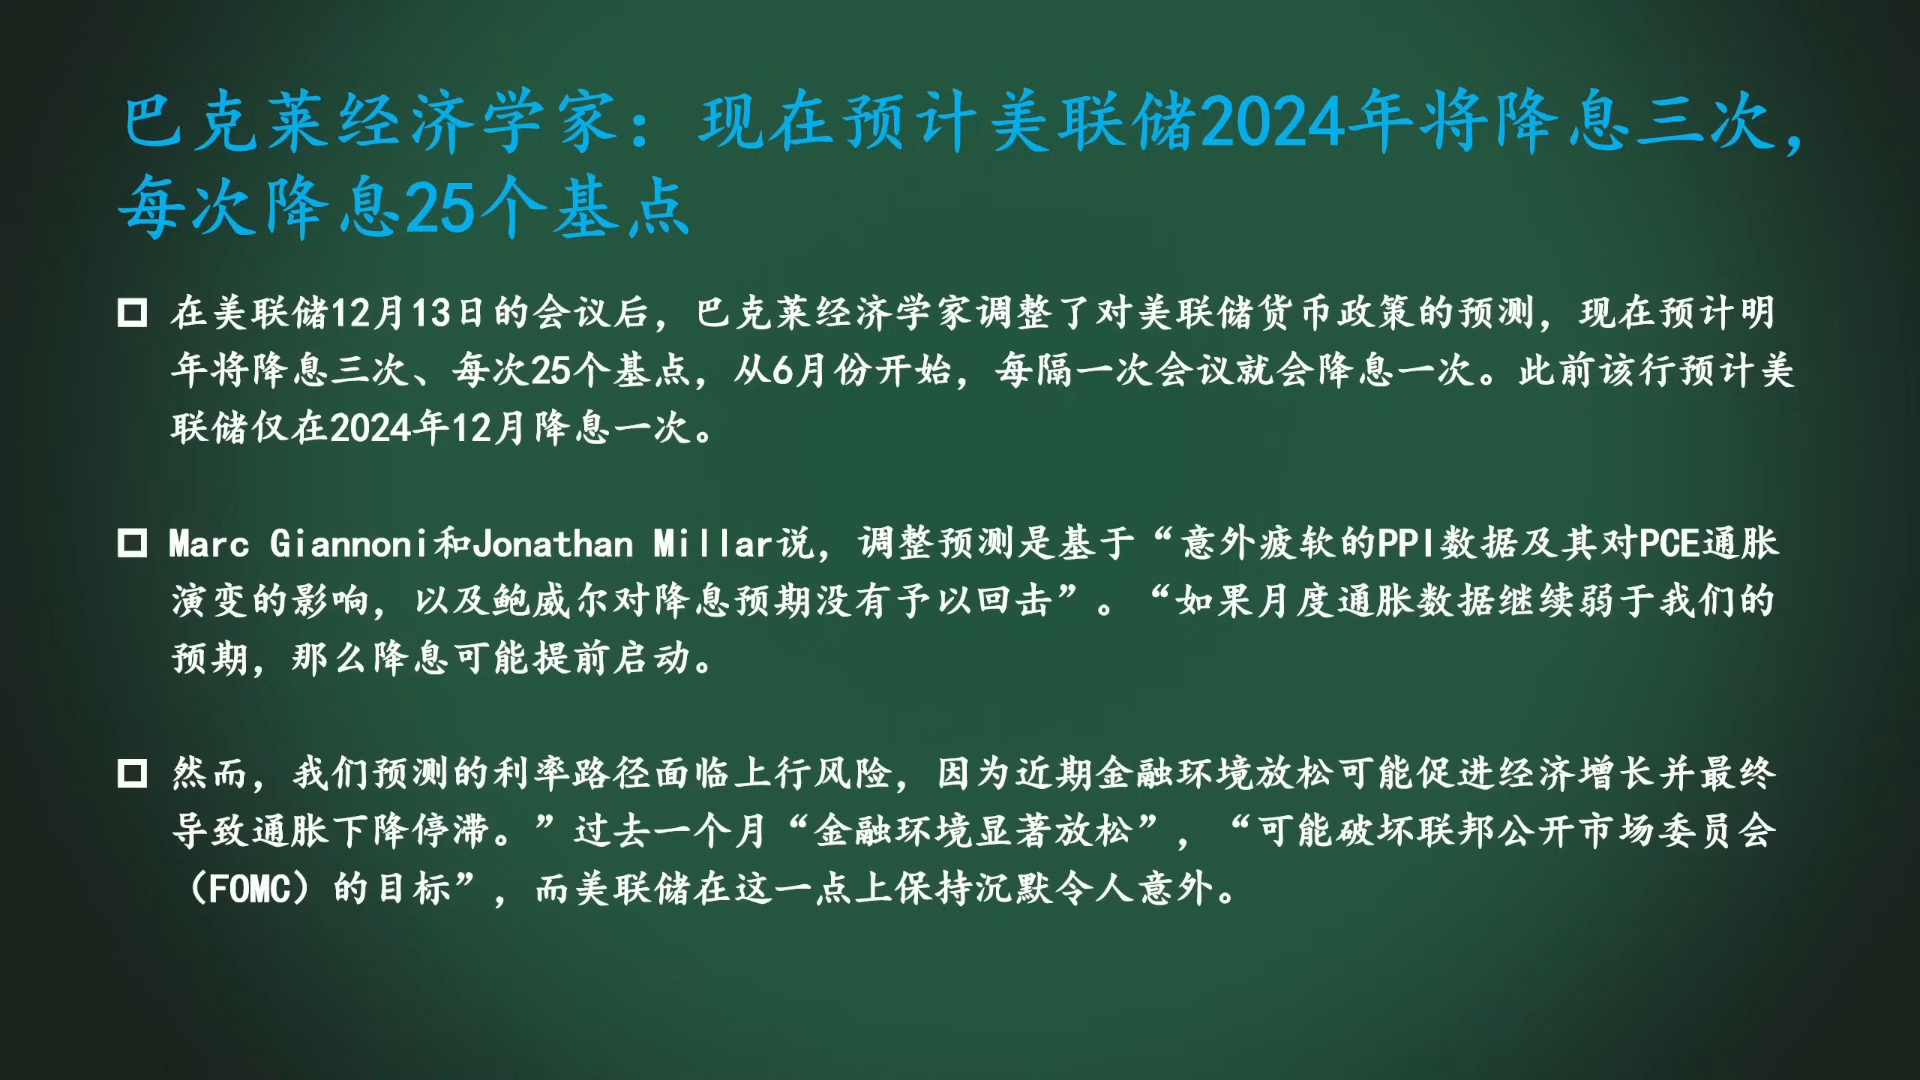 巴克莱经济学家：现在预计美联储2024年将降息三次，
每次降息25个基点
在美联储12月13日的会议后，巴克莱经济学家调整了对美联储货币政策的预测，现在预计明
年将降息三次、每次25个基点，从6月份开始，每隔一次会议就会降息一次。此前该行预计美
联储仅在2024年12月降息一次。
Marc Giannoni和Jonathan Millar说，调整预测是基于“意外疲软的PPI数据及其对PCE通胀
演变的影响，以及鲍威尔对降息预期没有予以回击”。“如果月度通胀数据继续弱于我们的
预期，那么降息可能提前启动。
然而，我们预测的利率路径面临上行风险，因为近期金融环境放松可能促进经济增长并最终
导致通胀下降停滞。”过去一个月“金融环境显著放松”，“可能破坏联邦公开市场委员会
（FOMC）的目标”，而美联储在这一点上保持沉默令人意外。